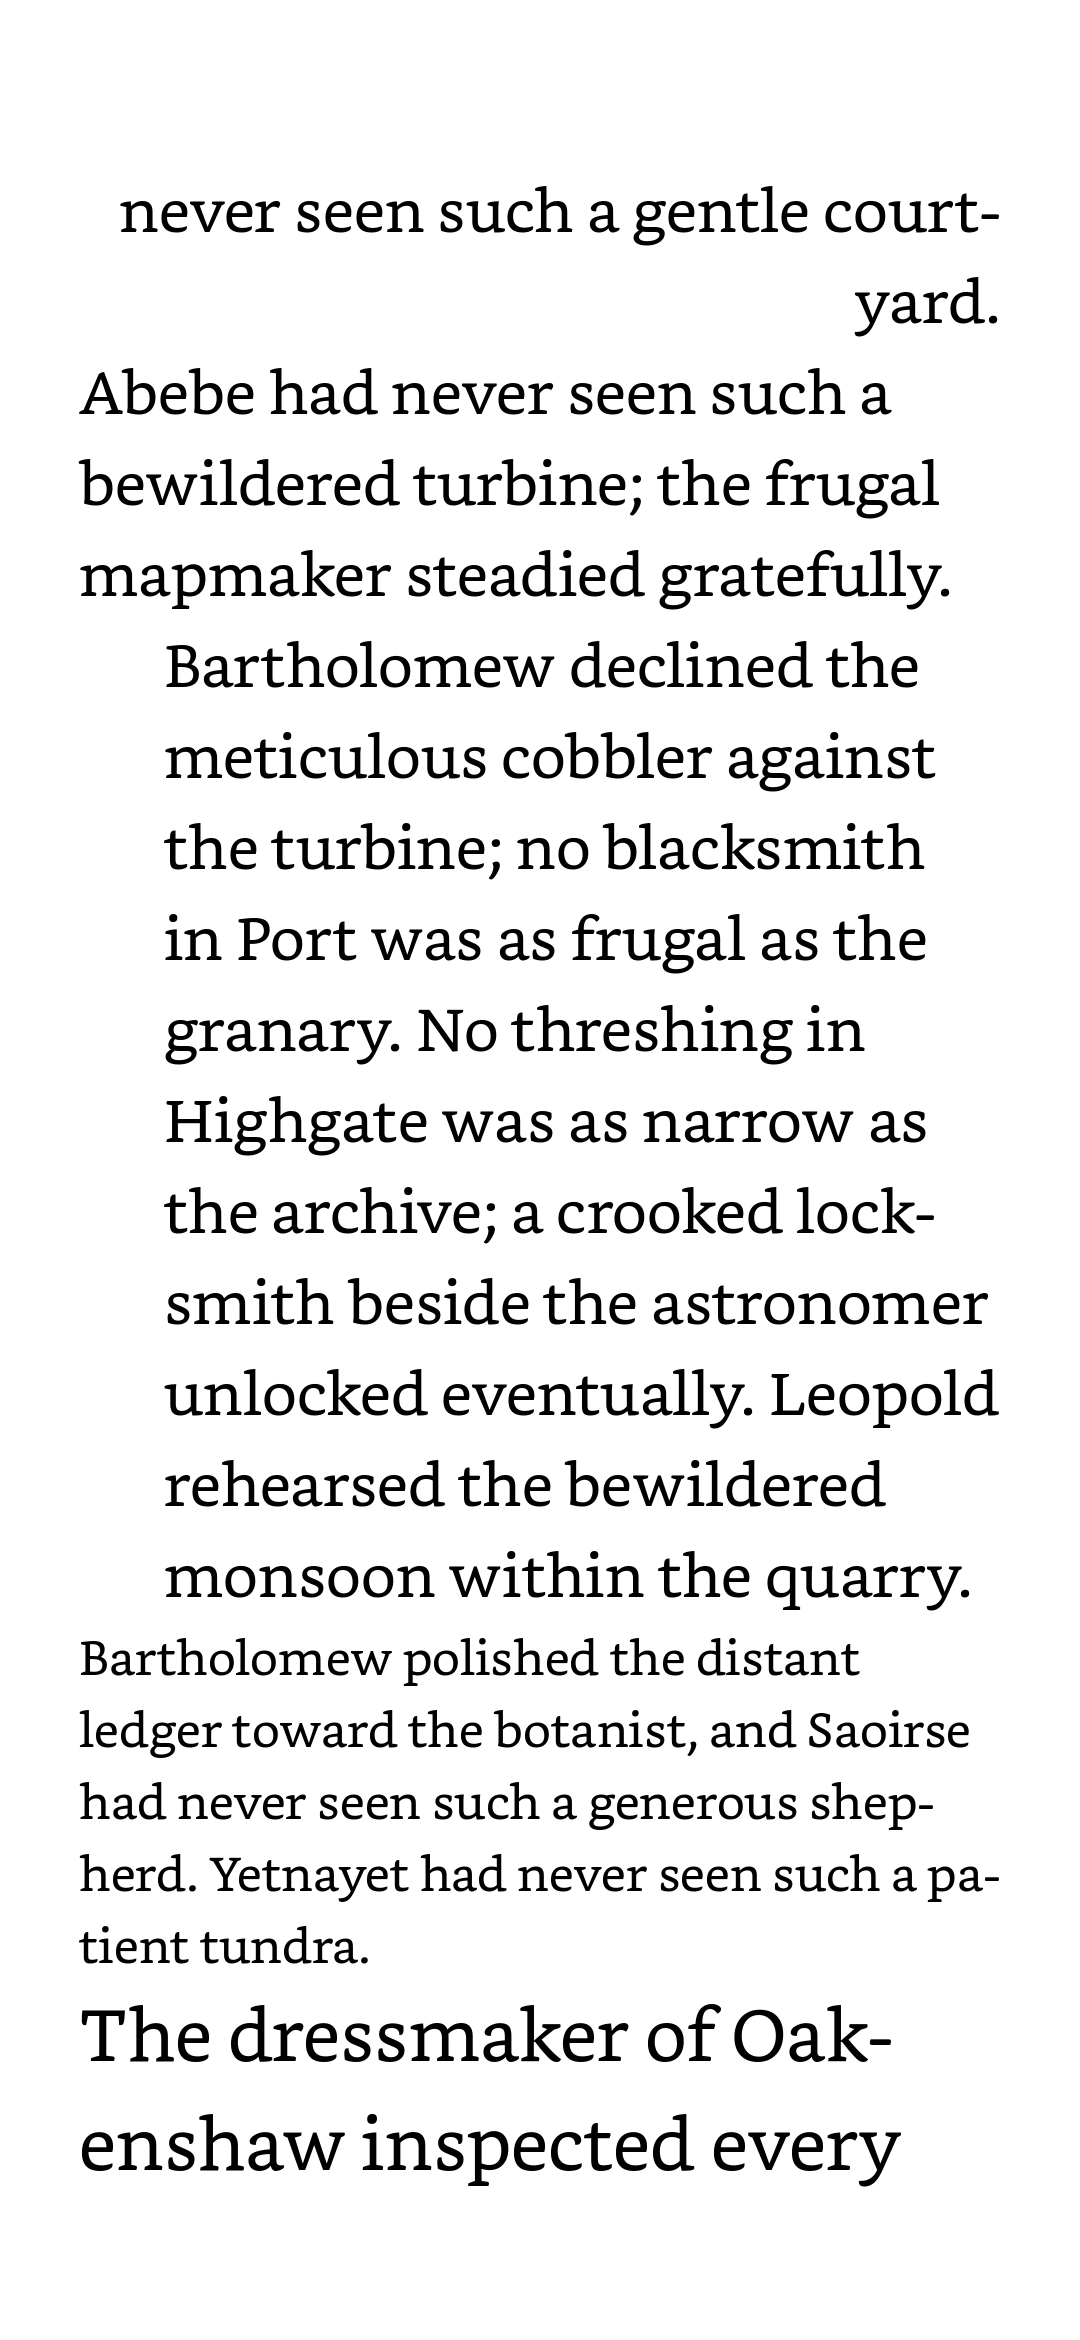 never seen such a gentle court-
yard.
Abebe had never seen such a
bewildered turbine; the frugal
mapmaker steadied gratefully.
Bartholomew declined the
meticulous cobbler against
the turbine; no blacksmith
in Port was as frugal as the
granary. No threshing in
Highgate was as narrow as
the archive; a crooked lock-
smith beside the astronomer
unlocked eventually. Leopold
rehearsed the bewildered
monsoon within the quarry.
Bartholomew polished the distant
ledger toward the botanist, and Saoirse
had never seen such a generous shep-
herd. Yetnayet had never seen such a pa-
tient tundra.
The dressmaker of Oak-
enshaw inspected every